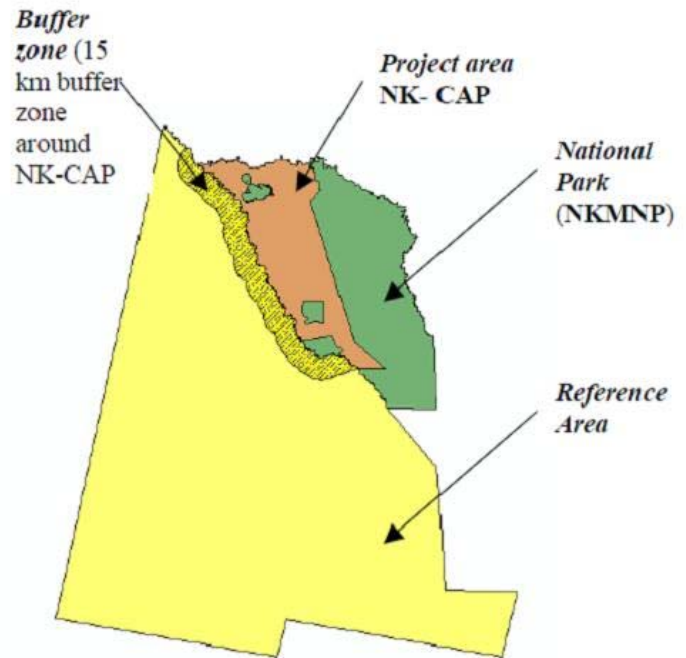 Buffer
zone (15
km buffer
zone
around
NK-CAP
Project area
NK- CAP
National
Park
(NKMNP)
Reference
Area